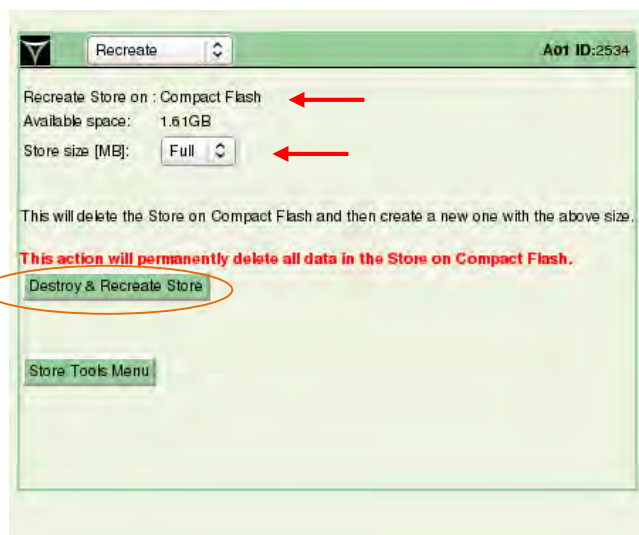 Recreate A01 ID:2534
Recreate Store on : Compact Flash
Available space: 1.61GB
Store size [MB]: Full
This will delete the Store on Compact Flash and then create a new one with the above size.
This action will permanently delete all data in the Store on Compact Flash.
Destroy & Recreate Store
Store Tools Menu